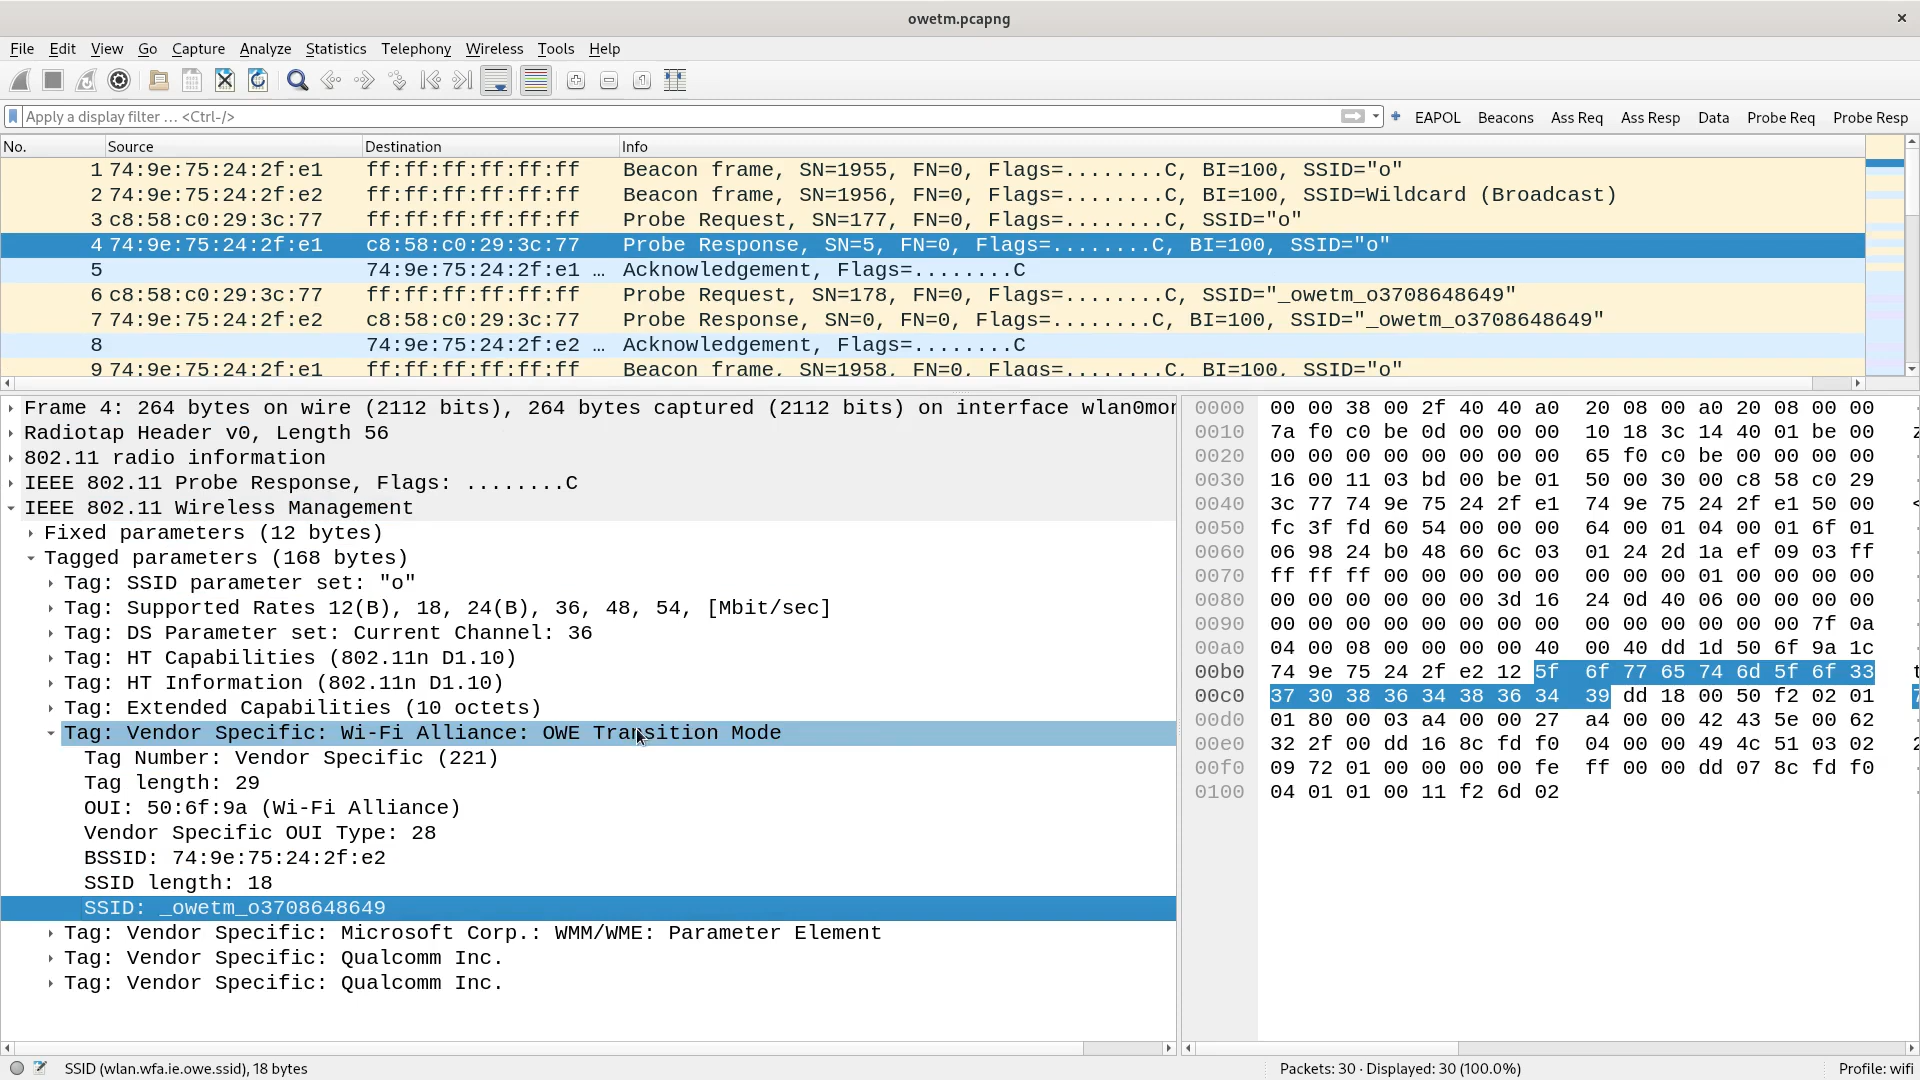 owetm.pcapng ×
File Edit View Go Capture Analyze Statistics Telephony Wireless Tools Help
Apply a display filter … <Ctrl-/> + EAPOL Beacons Ass Req Ass Resp Data Probe Req Probe Resp
No. Source Destination Info
1 74:9e:75:24:2f:e1 ff:ff:ff:ff:ff:ff Beacon frame, SN=1955, FN=0, Flags=........C, BI=100, SSID="o"
2 74:9e:75:24:2f:e2 ff:ff:ff:ff:ff:ff Beacon frame, SN=1956, FN=0, Flags=........C, BI=100, SSID=Wildcard (Broadcast)
3 c8:58:c0:29:3c:77 ff:ff:ff:ff:ff:ff Probe Request, SN=177, FN=0, Flags=........C, SSID="o"
4 74:9e:75:24:2f:e1 c8:58:c0:29:3c:77 Probe Response, SN=5, FN=0, Flags=........C, BI=100, SSID="o"
5 74:9e:75:24:2f:e1 … Acknowledgement, Flags=........C
6 c8:58:c0:29:3c:77 ff:ff:ff:ff:ff:ff Probe Request, SN=178, FN=0, Flags=........C, SSID="_owetm_o3708648649"
7 74:9e:75:24:2f:e2 c8:58:c0:29:3c:77 Probe Response, SN=0, FN=0, Flags=........C, BI=100, SSID="_owetm_o3708648649"
8 74:9e:75:24:2f:e2 … Acknowledgement, Flags=........C
9 74:9e:75:24:2f:e1 ff:ff:ff:ff:ff:ff Beacon frame, SN=1958, FN=0, Flags=........C, BI=100, SSID="o"
Frame 4: 264 bytes on wire (2112 bits), 264 bytes captured (2112 bits) on interface wlan0mon
Radiotap Header v0, Length 56
802.11 radio information
IEEE 802.11 Probe Response, Flags: ........C
IEEE 802.11 Wireless Management
Fixed parameters (12 bytes)
Tagged parameters (168 bytes)
Tag: SSID parameter set: "o"
Tag: Supported Rates 12(B), 18, 24(B), 36, 48, 54, [Mbit/sec]
Tag: DS Parameter set: Current Channel: 36
Tag: HT Capabilities (802.11n D1.10)
Tag: HT Information (802.11n D1.10)
Tag: Extended Capabilities (10 octets)
Tag: Vendor Specific: Wi-Fi Alliance: OWE Transition Mode
Tag Number: Vendor Specific (221)
Tag length: 29
OUI: 50:6f:9a (Wi-Fi Alliance)
Vendor Specific OUI Type: 28
BSSID: 74:9e:75:24:2f:e2
SSID length: 18
SSID: _owetm_o3708648649
Tag: Vendor Specific: Microsoft Corp.: WMM/WME: Parameter Element
Tag: Vendor Specific: Qualcomm Inc.
Tag: Vendor Specific: Qualcomm Inc.
0000 00 00 38 00 2f 40 40 a0 20 08 00 a0 20 08 00 00
0010 7a f0 c0 be 0d 00 00 00 10 18 3c 14 40 01 be 00
0020 00 00 00 00 00 00 00 00 65 f0 c0 be 00 00 00 00
0030 16 00 11 03 bd 00 be 01 50 00 30 00 c8 58 c0 29
0040 3c 77 74 9e 75 24 2f e1 74 9e 75 24 2f e1 50 00
0050 fc 3f fd 60 54 00 00 00 64 00 01 04 00 01 6f 01
0060 06 98 24 b0 48 60 6c 03 01 24 2d 1a ef 09 03 ff
0070 ff ff ff 00 00 00 00 00 00 00 00 01 00 00 00 00
0080 00 00 00 00 00 00 3d 16 24 0d 40 06 00 00 00 00
0090 00 00 00 00 00 00 00 00 00 00 00 00 00 00 7f 0a
00a0 04 00 08 00 00 00 00 40 00 40 dd 1d 50 6f 9a 1c
00b0 74 9e 75 24 2f e2 12 5f 6f 77 65 74 6d 5f 6f 33
00c0 37 30 38 36 34 38 36 34 39 dd 18 00 50 f2 02 01
00d0 01 80 00 03 a4 00 00 27 a4 00 00 42 43 5e 00 62
00e0 32 2f 00 dd 16 8c fd f0 04 00 00 49 4c 51 03 02
00f0 09 72 01 00 00 00 00 fe ff 00 00 dd 07 8c fd f0
0100 04 01 01 00 11 f2 6d 02
SSID (wlan.wfa.ie.owe.ssid), 18 bytes Packets: 30 · Displayed: 30 (100.0%) Profile: wifi